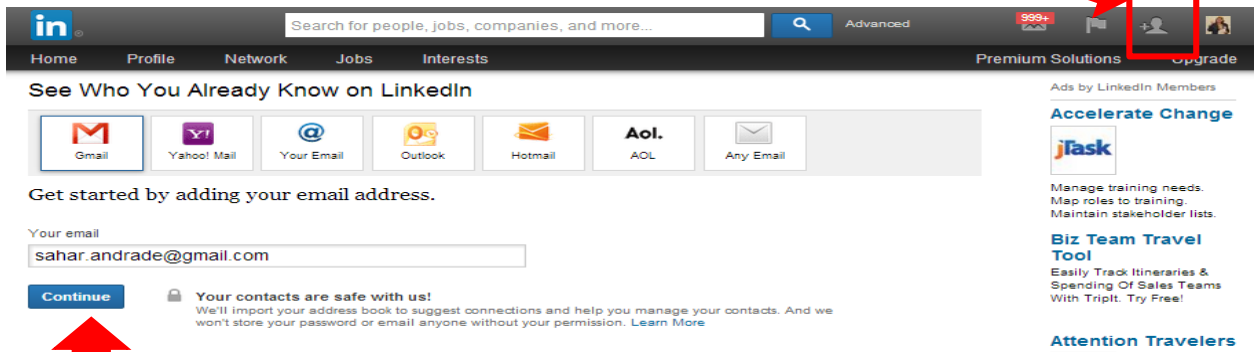 in®
Search for people, jobs, companies, and more...
Advanced
999+
Home Profile Network Jobs Interests
Premium Solutions Upgrade
See Who You Already Know on LinkedIn
Gmail
Y!
Yahoo! Mail
@
Your Email
Outlook
Hotmail
Aol.
AOL
Any Email
Get started by adding your email address.
Your email
sahar.andrade@gmail.com
Continue
Your contacts are safe with us!
We'll import your address book to suggest connections and help you manage your contacts. And we
won't store your password or email anyone without your permission. Learn More
Ads by LinkedIn Members
Accelerate Change
jTask
Manage training needs.
Map roles to training.
Maintain stakeholder lists.
Biz Team Travel
Tool
Easily Track Itineraries &
Spending Of Sales Teams
With TripIt. Try Free!
Attention Travelers